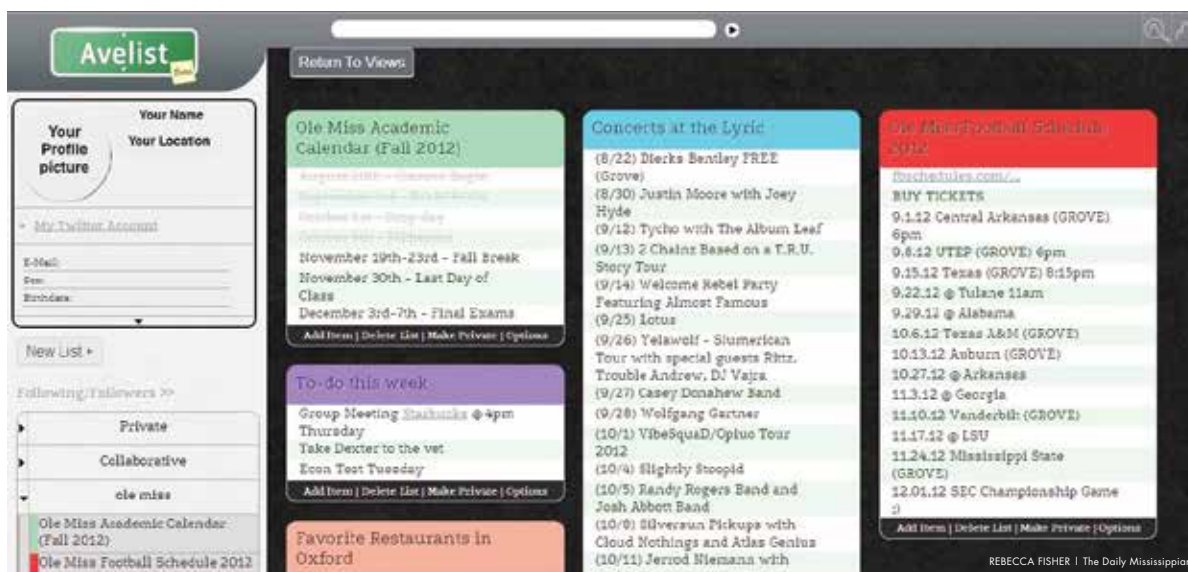 Avelist
Return To Views
Your Name
Your Location
Your
Profile
picture
My Twitter Account
E-Mail:
Birthdate:
New List
Following/Followers >>
Private
Collaborative
ole miss
Ole Miss Academic Calendar
(Fall 2012)
Ole Miss Football Schedule 2012
Ole Miss Academic
Calendar (Fall 2012)
November 19th-23rd - Fall Break
November 30th - Last Day of
Class
December 3rd-7th - Final Exams
Add Item | Delete List | Make Private | Options
To-do this week
Group Meeting Starbucks @ 4pm
Thursday
Take Dexter to the vet
Econ Test Tuesday
Add Item | Delete List | Make Private | Options
Favorite Restaurants in
Oxford
Concerts at the Lyric
(8/22) Dierks Bentley FREE
(Grove)
(8/30) Justin Moore with Joey
Hyde
(9/12) Tycho with The Album Leaf
(9/13) 2 Chainz Based on a T.R.U.
Story Tour
(9/14) Welcome Rebel Party
Featuring Almost Famous
(9/25) Lotus
(9/26) Yelawolf - Slumerican
Tour with special guests Rittz,
Trouble Andrew, DJ Vajra
(9/27) Casey Donahew Band
(9/28) Wolfgang Gartner
(10/1) VibeSquaD/Opiuo Tour
2012
(10/4) Slightly Stoopid
(10/5) Randy Rogers Band and
Josh Abbott Band
(10/8) Silversun Pickups with
Cloud Nothings and Atlas Genius
(10/11) Jerrod Niemann with
Ole Miss Football Schedule
2012
fbschedules.com/...
BUY TICKETS
9.1.12 Central Arkansas (GROVE)
6pm
9.8.12 UTEP (GROVE) 6pm
9.15.12 Texas (GROVE) 8:15pm
9.22.12 @ Tulane 11am
9.29.12 @ Alabama
10.6.12 Texas A&M (GROVE)
10.13.12 Auburn (GROVE)
10.27.12 @ Arkansas
11.3.12 @ Georgia
11.10.12 Vanderbilt (GROVE)
11.17.12 @ LSU
11.24.12 Mississippi State
(GROVE)
12.01.12 SEC Championship Game
:)
Add Item | Delete List | Make Private | Options
REBECCA FISHER | The Daily Mississippian